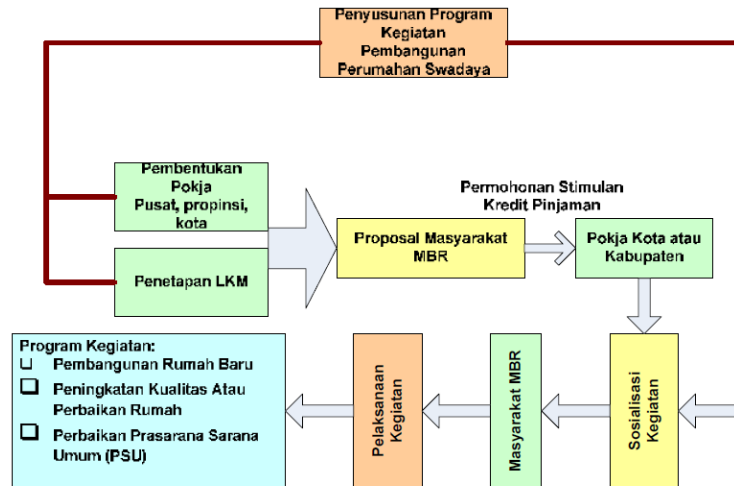 Penyusunan Program
Kegiatan
Pembangunan
Perumahan Swadaya
Pembentukan
Pokja
Pusat, propinsi,
kota
Penetapan LKM
Proposal Masyarakat
MBR
Permohonan Stimulan
Kredit Pinjaman
Pokja Kota atau
Kabupaten
Sosialisasi
Kegiatan
Masyarakat MBR
Pelaksanaan
Kegiatan
Program Kegiatan:
Pembangunan Rumah Baru
Peningkatan Kualitas Atau
Perbaikan Rumah
Perbaikan Prasarana Sarana
Umum (PSU)